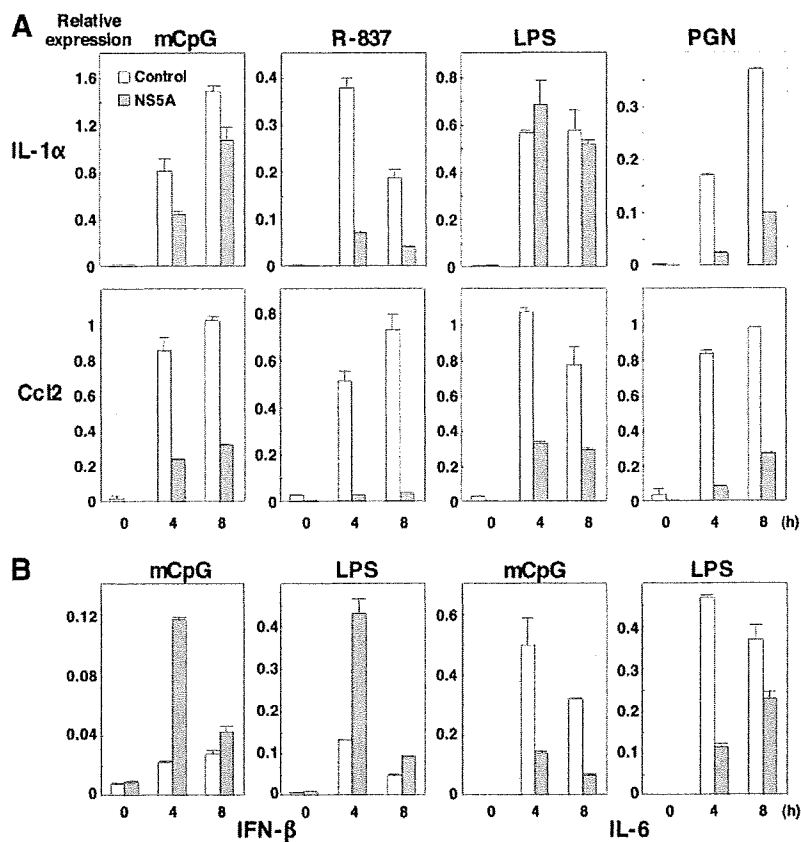 A
Relative
expression
mCpG
R-837
LPS
PGN
IL-1α
1.6
1.2
0.8
0.4
0
Control
NS5A
0.4
0.3
0.2
0.1
0
0.8
0.6
0.4
0.2
0
0.3
0.2
0.1
0
Ccl2
1
0.8
0.6
0.4
0.2
0
0.8
0.6
0.4
0.2
0
1
0.8
0.6
0.4
0.2
0
1
0.8
0.6
0.4
0.2
0
0 4 8
0 4 8
0 4 8
0 4 8 (h)
B
mCpG
LPS
mCpG
LPS
0.12
0.08
0.04
0
0.4
0.3
0.2
0.1
0
0.6
0.4
0.2
0
0.4
0.3
0.2
0.1
0
0 4 8
0 4 8
0 4 8
0 4 8 (h)
IFN-β
IL-6